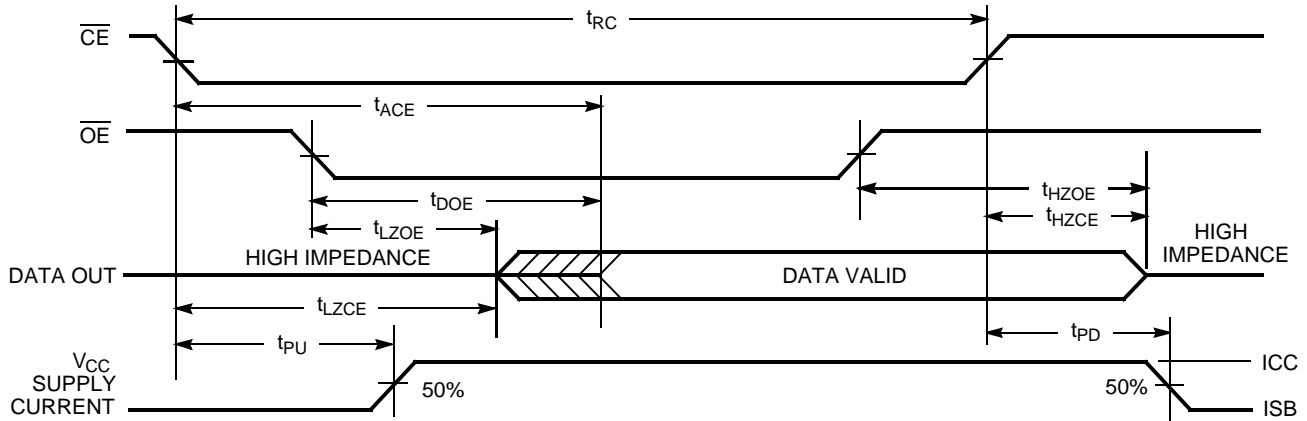 tRC
CE
tACE
OE
tDOE
tHZOE
tLZOE
tHZCE
HIGH IMPEDANCE
HIGH
IMPEDANCE
DATA OUT
DATA VALID
tLZCE
tPU
tPD
VCC
SUPPLY
CURRENT
50%
50%
ICC
ISB